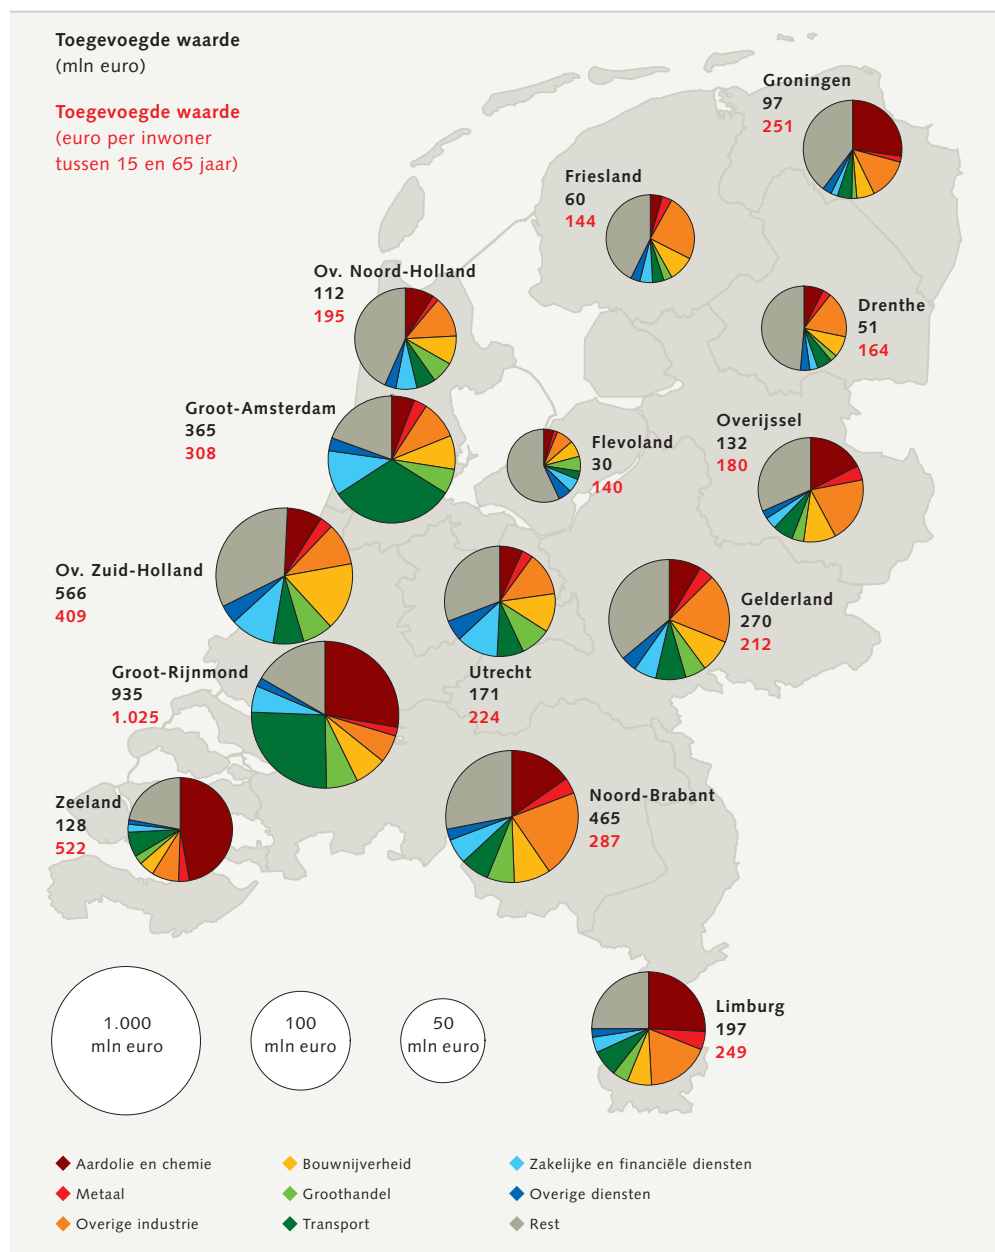 Toegevoegde waarde
(mln euro)
Toegevoegde waarde
(euro per inwoner
tussen 15 en 65 jaar)
Groningen
97
251
Friesland
60
144
Ov. Noord-Holland
112
195
Drenthe
51
164
Groot-Amsterdam
365
308
Flevoland
30
140
Overijssel
132
180
Ov. Zuid-Holland
566
409
Gelderland
270
212
Groot-Rijnmond
935
1.025
Utrecht
171
224
Zeeland
128
522
Noord-Brabant
465
287
Limburg
197
249
1.000
mln euro
100
mln euro
50
mln euro
Aardolie en chemie
Metaal
Overige industrie
Bouwnijverheid
Groothandel
Transport
Zakelijke en financiële diensten
Overige diensten
Rest